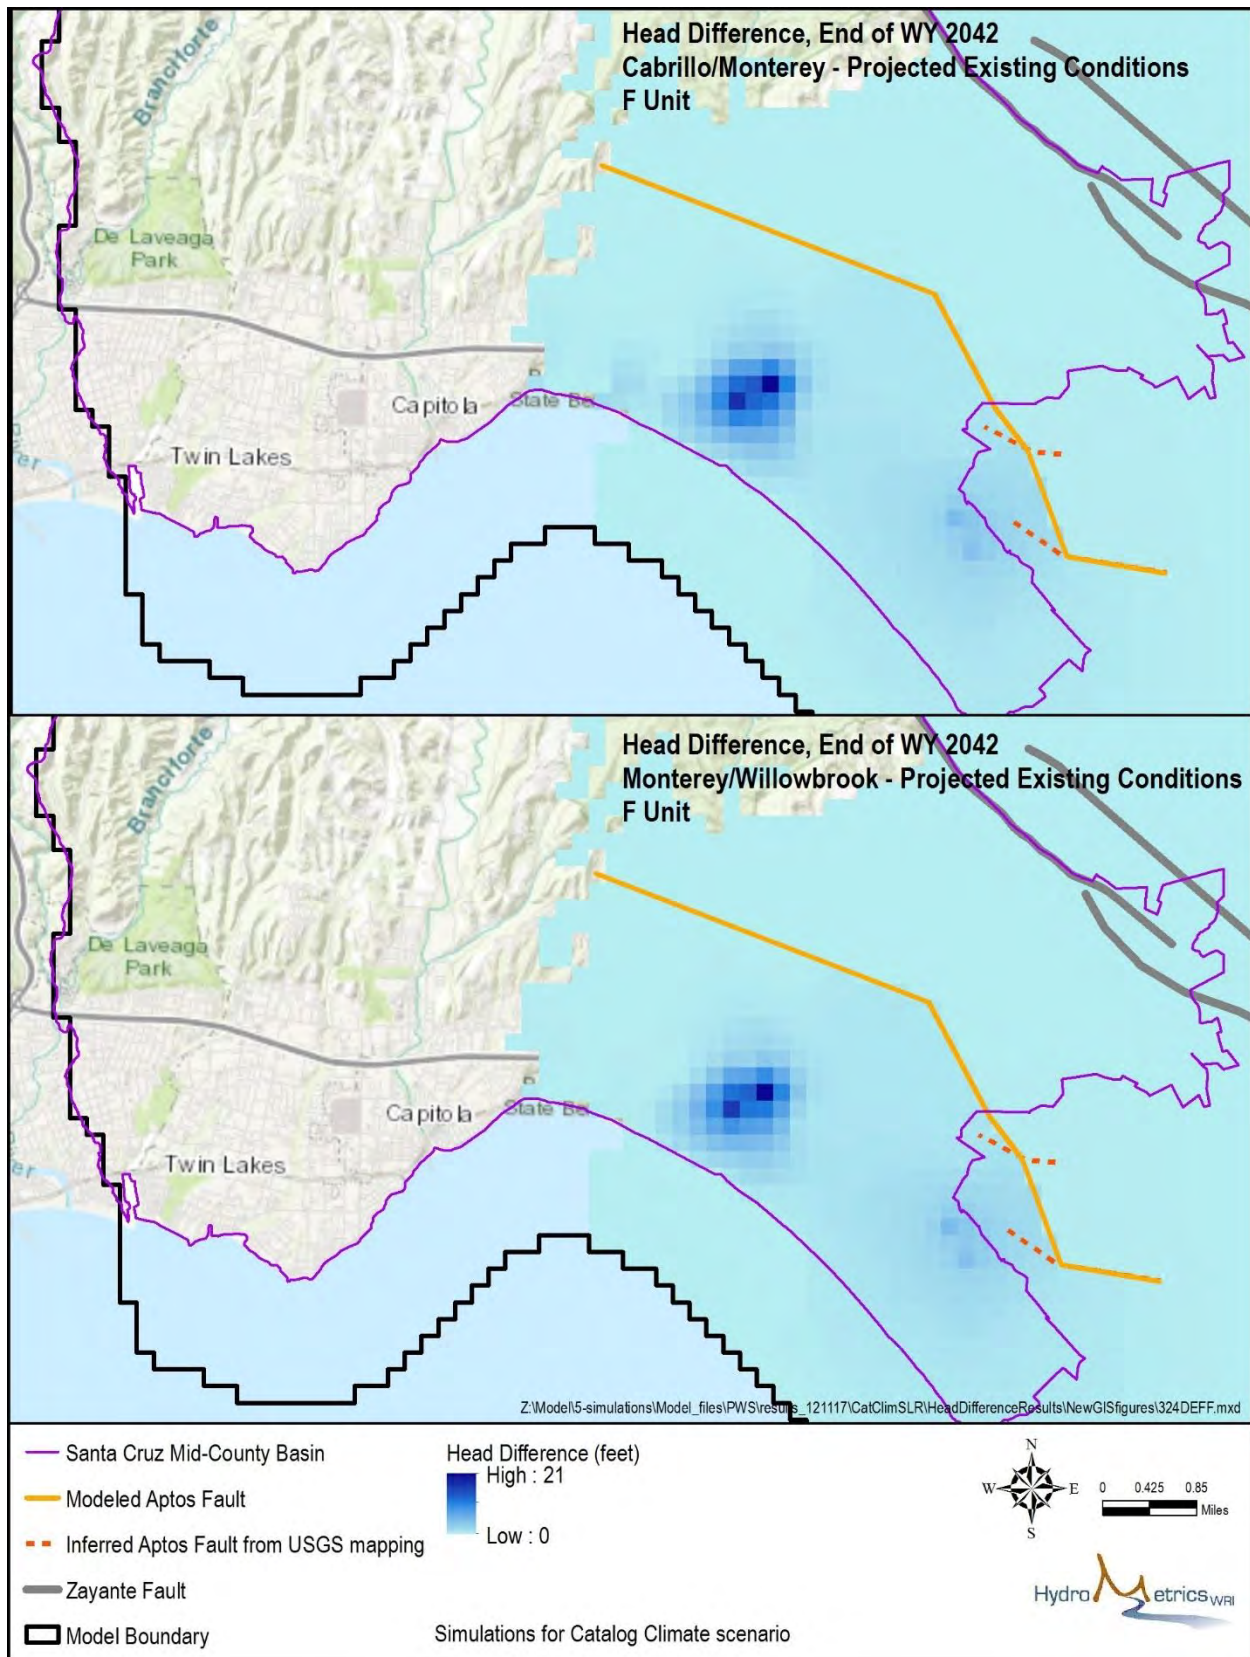 Head Difference, End of WY 2042
Cabrillo/Monterey - Projected Existing Conditions
F Unit
Branciforte
De Laveaga
Park
Capitola
State Be
Twin Lakes
Head Difference, End of WY 2042
Monterey/Willowbrook - Projected Existing Conditions
F Unit
Branciforte
De Laveaga
Park
Capitola
State Be
Twin Lakes
Z:\Model\5-simulations\Model_files\PWS\results_121117\CatClimSLR\HeadDifferenceResults\NewGISfigures\324DEFF.mxd
Santa Cruz Mid-County Basin
Modeled Aptos Fault
Inferred Aptos Fault from USGS mapping
Zayante Fault
Model Boundary
Head Difference (feet)
High : 21
Low : 0
Simulations for Catalog Climate scenario
N
W E
S
0 0.425 0.85
Miles
HydroMetrics WRI